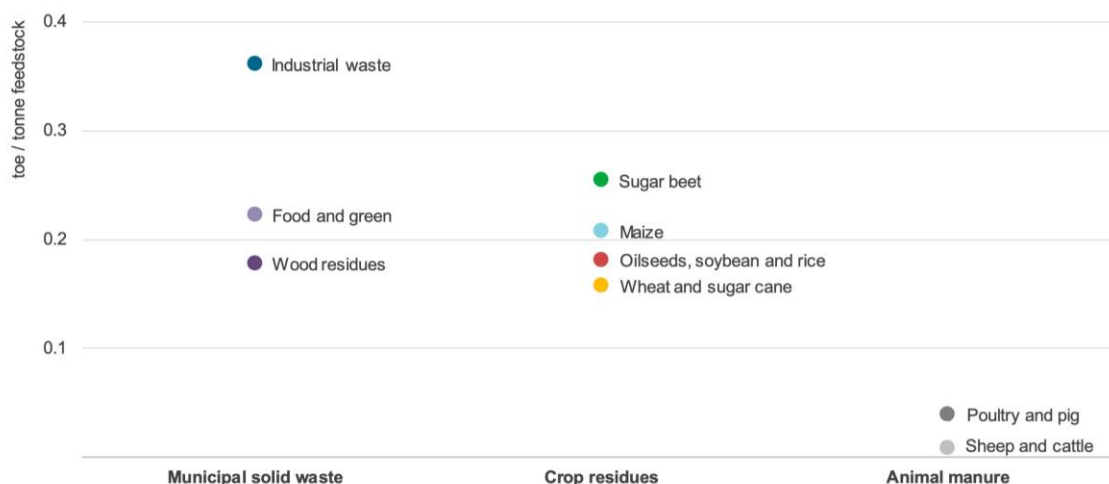 toe / tonne feedstock
0.4
Industrial waste
0.3
Sugar beet
Food and green
Maize
0.2
Oilseeds, soybean and rice
Wood residues
Wheat and sugar cane
0.1
Poultry and pig
Sheep and cattle
Municipal solid waste
Crop residues
Animal manure